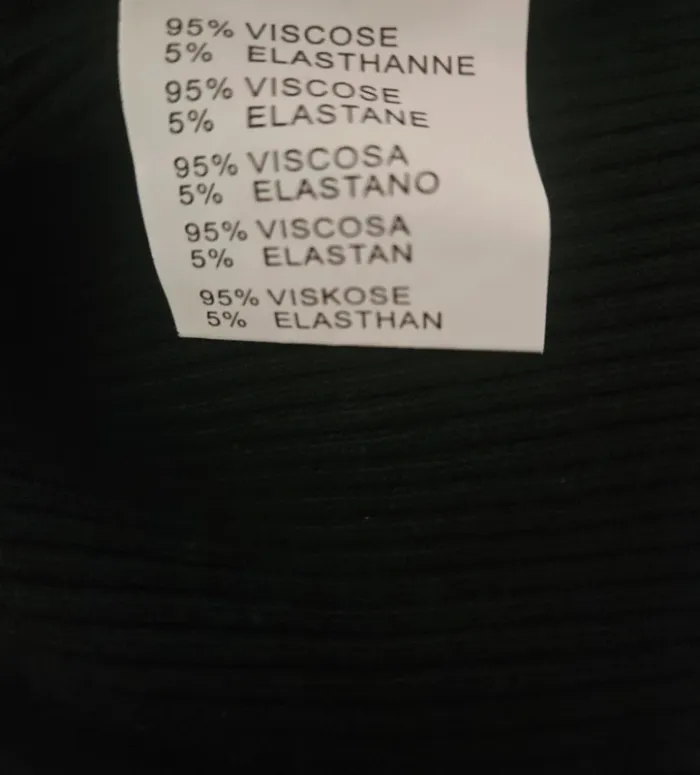 95% VISCOSE
5% ELASTHANNE
95% VISCOSE
5% ELASTANE
95% VISCOSA
5% ELASTANO
95% VISCOSA
5% ELASTAN
95% VISKOSE
5% ELASTHAN